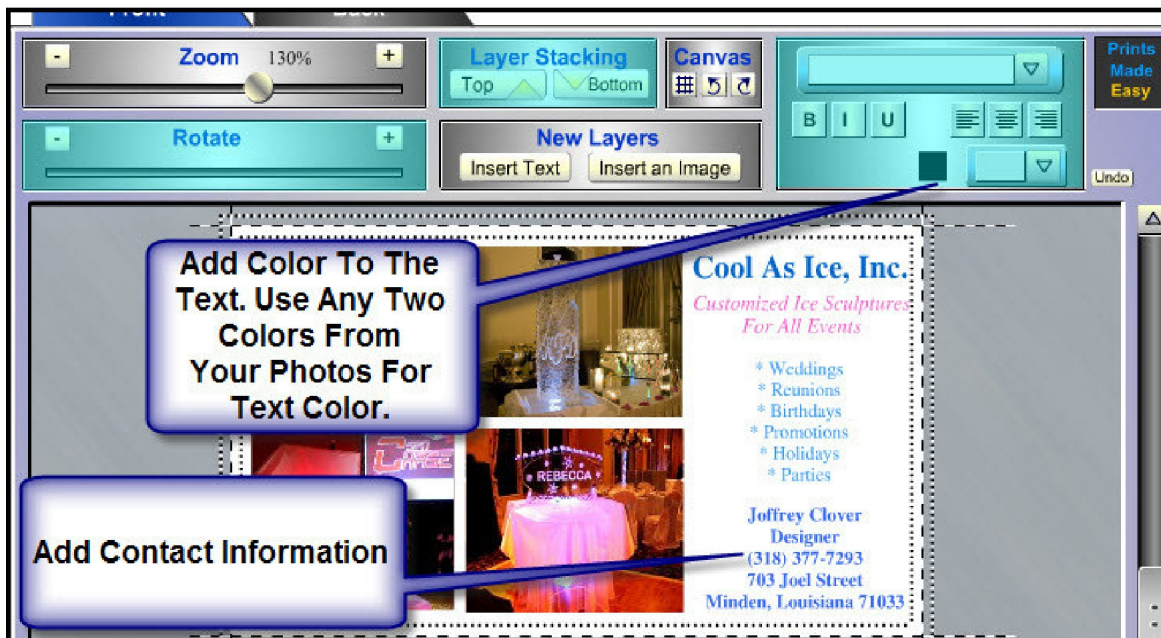 Front Back
- Zoom 130% +
Layer Stacking
Top Bottom
Canvas
Prints
Made
Easy
B I U
- Rotate +
New Layers
Insert Text Insert an Image
Undo
Add Color To The
Text. Use Any Two
Colors From
Your Photos For
Text Color.
Cool As Ice, Inc.
Customized Ice Sculptures
For All Events
* Weddings
* Reunions
* Birthdays
* Promotions
* Holidays
* Parties
REBECCA
Add Contact Information
Joffrey Clover
Designer
(318) 377-7293
703 Joel Street
Minden, Louisiana 71033